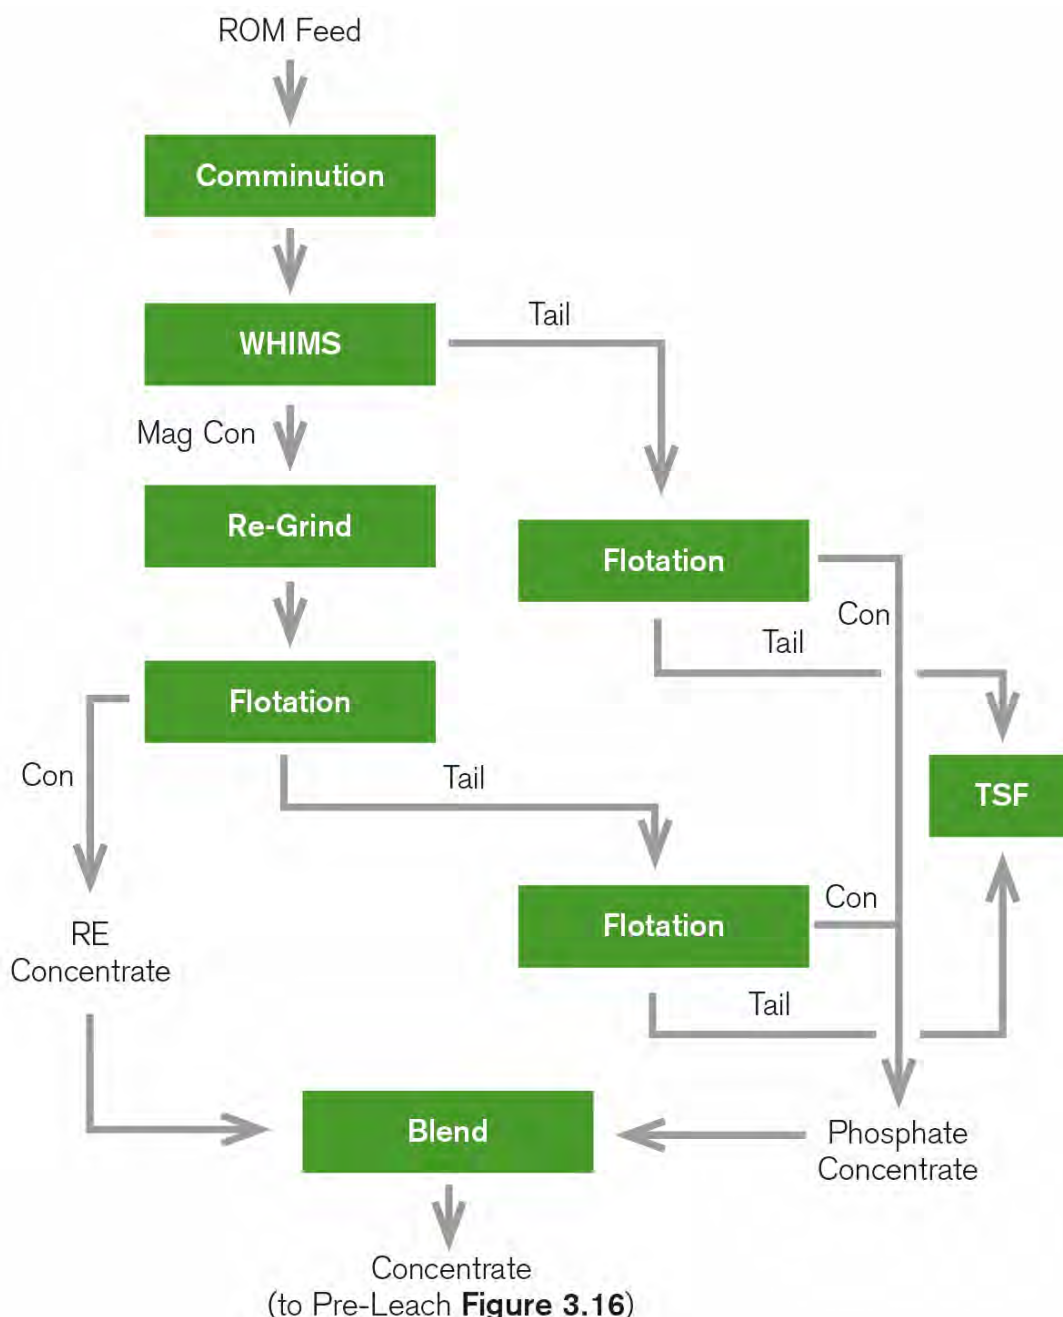 ROM Feed
Comminution
WHIMS
Tail
Mag Con
Re-Grind
Flotation
Con
Tail
Flotation
Con
Tail
TSF
Flotation
Con
Tail
RE
Concentrate
Blend
Phosphate
Concentrate
Concentrate
(to Pre-Leach Figure 3.16)